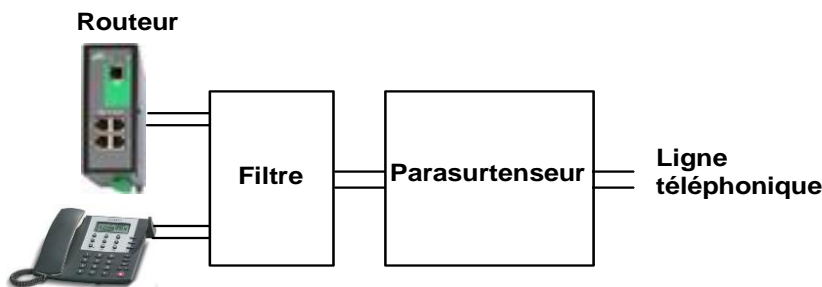 Routeur
Filtre
Parasurtenseur
Ligne
téléphonique